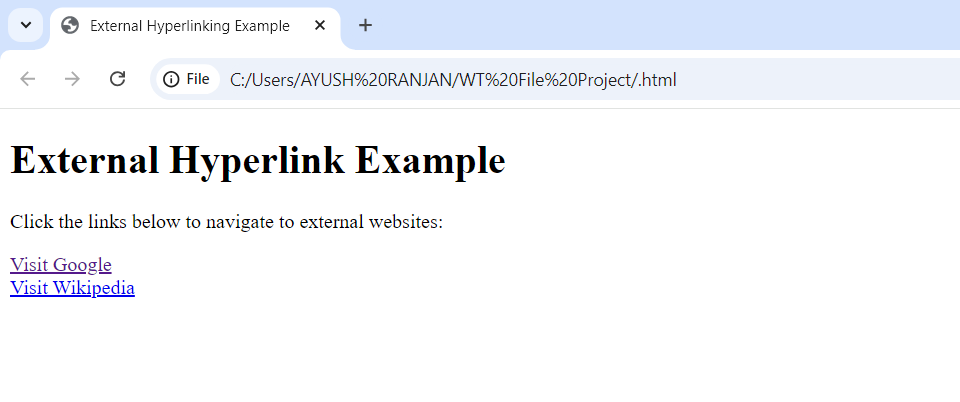 External Hyperlinking Example
File C:/Users/AYUSH%20RANJAN/WT%20File%20Project/.html
External Hyperlink Example
Click the links below to navigate to external websites:
Visit Google
Visit Wikipedia